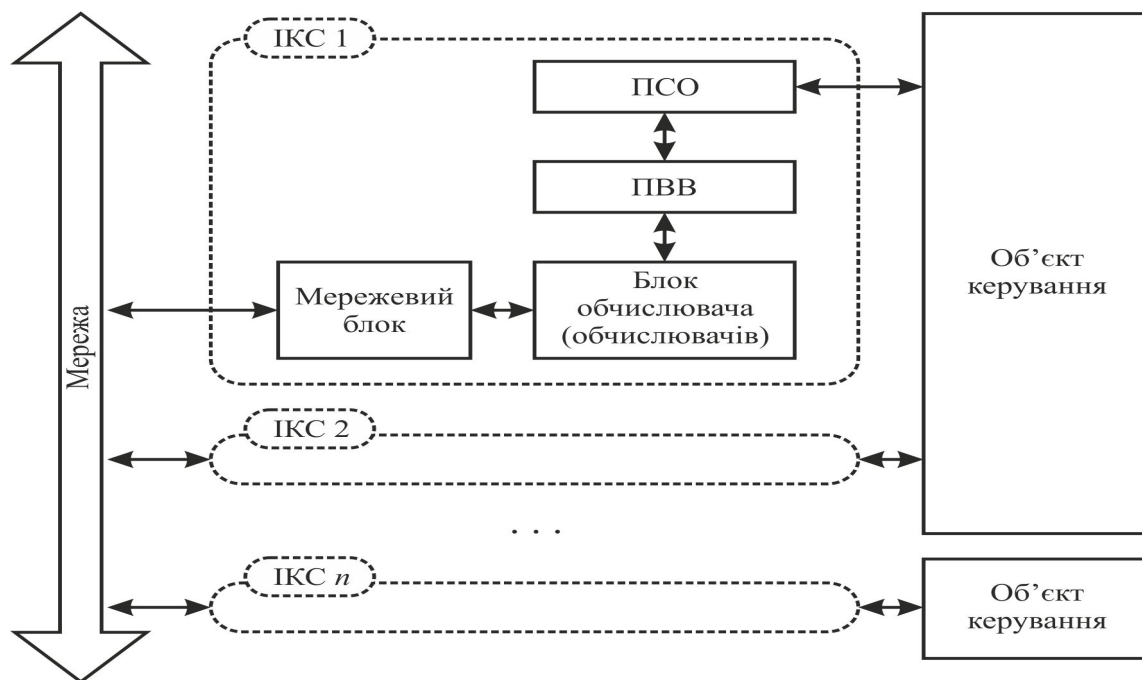 ІКС 1
ПСО
ПВВ
Мережевий
блок
Блок
обчислювача
(обчислювачів)
Об’єкт
керування
Мережа
ІКС 2
. . .
ІКС n
Об’єкт
керування